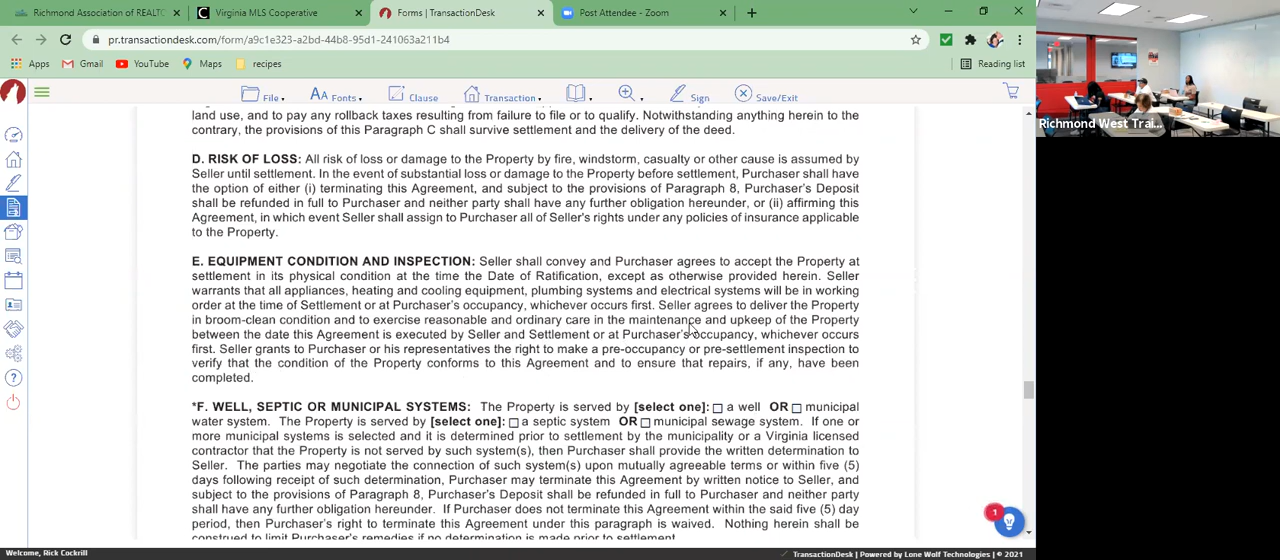 Richmond Association of REALTO
Virginia MLS Cooperative
Forms | TransactionDesk
Post Attendee - Zoom
pr.transactiondesk.com/form/a9c1e323-a2bd-44b8-95d1-241063a211b4
Apps Gmail YouTube Maps recipes Reading list
File Fonts Clause Transaction Sign Save/Exit
land use, and to pay any rollback taxes resulting from failure to file or to qualify. Notwithstanding anything herein to the
contrary, the provisions of this Paragraph C shall survive settlement and the delivery of the deed.
D. RISK OF LOSS: All risk of loss or damage to the Property by fire, windstorm, casualty or other cause is assumed by
Seller until settlement. In the event of substantial loss or damage to the Property before settlement, Purchaser shall have
the option of either (i) terminating this Agreement, and subject to the provisions of Paragraph 8, Purchaser's Deposit
shall be refunded in full to Purchaser and neither party shall have any further obligation hereunder, or (ii) affirming this
Agreement, in which event Seller shall assign to Purchaser all of Seller's rights under any policies of insurance applicable
to the Property.
E. EQUIPMENT CONDITION AND INSPECTION: Seller shall convey and Purchaser agrees to accept the Property at
settlement in its physical condition at the time the Date of Ratification, except as otherwise provided herein. Seller
warrants that all appliances, heating and cooling equipment, plumbing systems and electrical systems will be in working
order at the time of Settlement or at Purchaser's occupancy, whichever occurs first. Seller agrees to deliver the Property
in broom-clean condition and to exercise reasonable and ordinary care in the maintenance and upkeep of the Property
between the date this Agreement is executed by Seller and Settlement or at Purchaser's occupancy, whichever occurs
first. Seller grants to Purchaser or his representatives the right to make a pre-occupancy or pre-settlement inspection to
verify that the condition of the Property conforms to this Agreement and to ensure that repairs, if any, have been
completed.
*F. WELL, SEPTIC OR MUNICIPAL SYSTEMS: The Property is served by [select one]: a well OR municipal
water system. The Property is served by [select one]: a septic system OR municipal sewage system. If one or
more municipal systems is selected and it is determined prior to settlement by the municipality or a Virginia licensed
contractor that the Property is not served by such system(s), then Purchaser shall provide the written determination to
Seller. The parties may negotiate the connection of such system(s) upon mutually agreeable terms or within five (5)
days following receipt of such determination, Purchaser may terminate this Agreement by written notice to Seller, and
subject to the provisions of Paragraph 8, Purchaser's Deposit shall be refunded in full to Purchaser and neither party
shall have any further obligation hereunder. If Purchaser does not terminate this Agreement within the said five (5) day
period, then Purchaser's right to terminate this Agreement under this paragraph is waived. Nothing herein shall be
construed to limit Purchaser's remedies if no determination is made prior to settlement.
1
Welcome, Rick Cockrill
TransactionDesk | Powered by Lone Wolf Technologies | © 2021
Richmond West Trai...